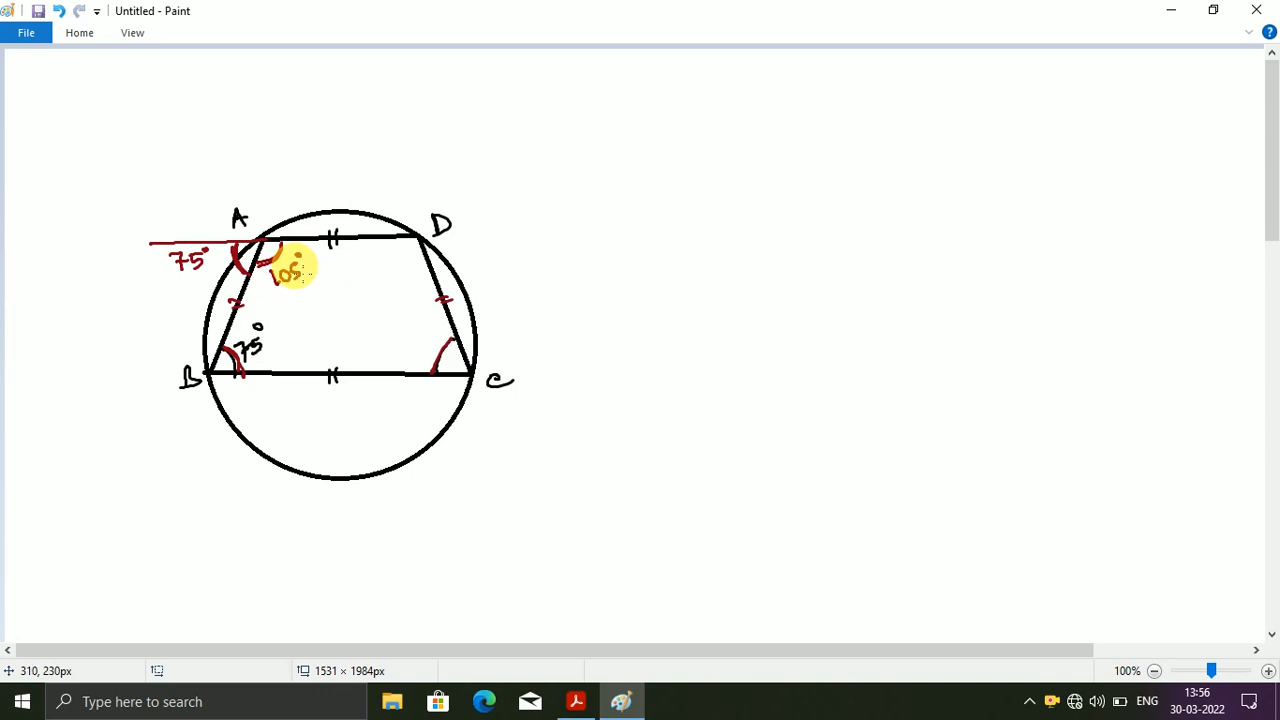 Untitled - Paint
File Home View
A
D
75°
105°
75°
B
C
310, 230px
1531 × 1984px
100%
Type here to search
ENG
13:56
30-03-2022